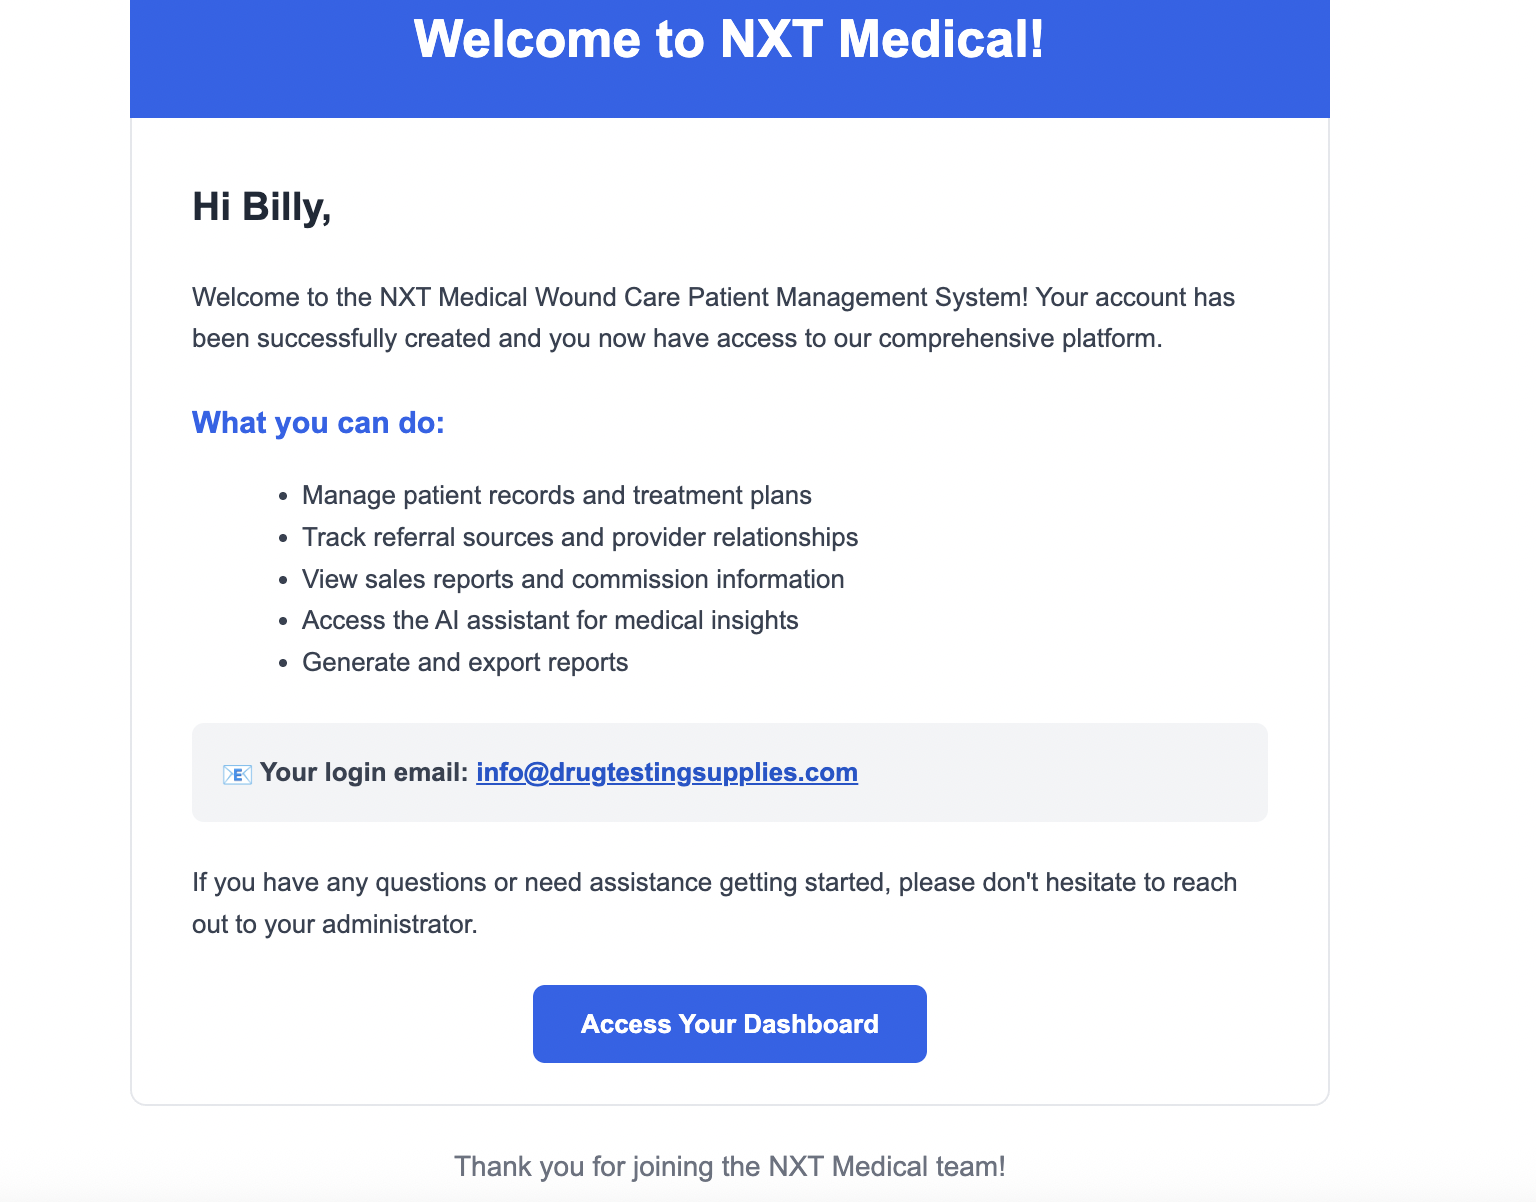 Welcome to NXT Medical!
Hi Billy,
Welcome to the NXT Medical Wound Care Patient Management System! Your account has
been successfully created and you now have access to our comprehensive platform.
What you can do:
• Manage patient records and treatment plans
• Track referral sources and provider relationships
• View sales reports and commission information
• Access the AI assistant for medical insights
• Generate and export reports
📧 Your login email: info@drugtestingsupplies.com
If you have any questions or need assistance getting started, please don't hesitate to reach
out to your administrator.
Access Your Dashboard
Thank you for joining the NXT Medical team!